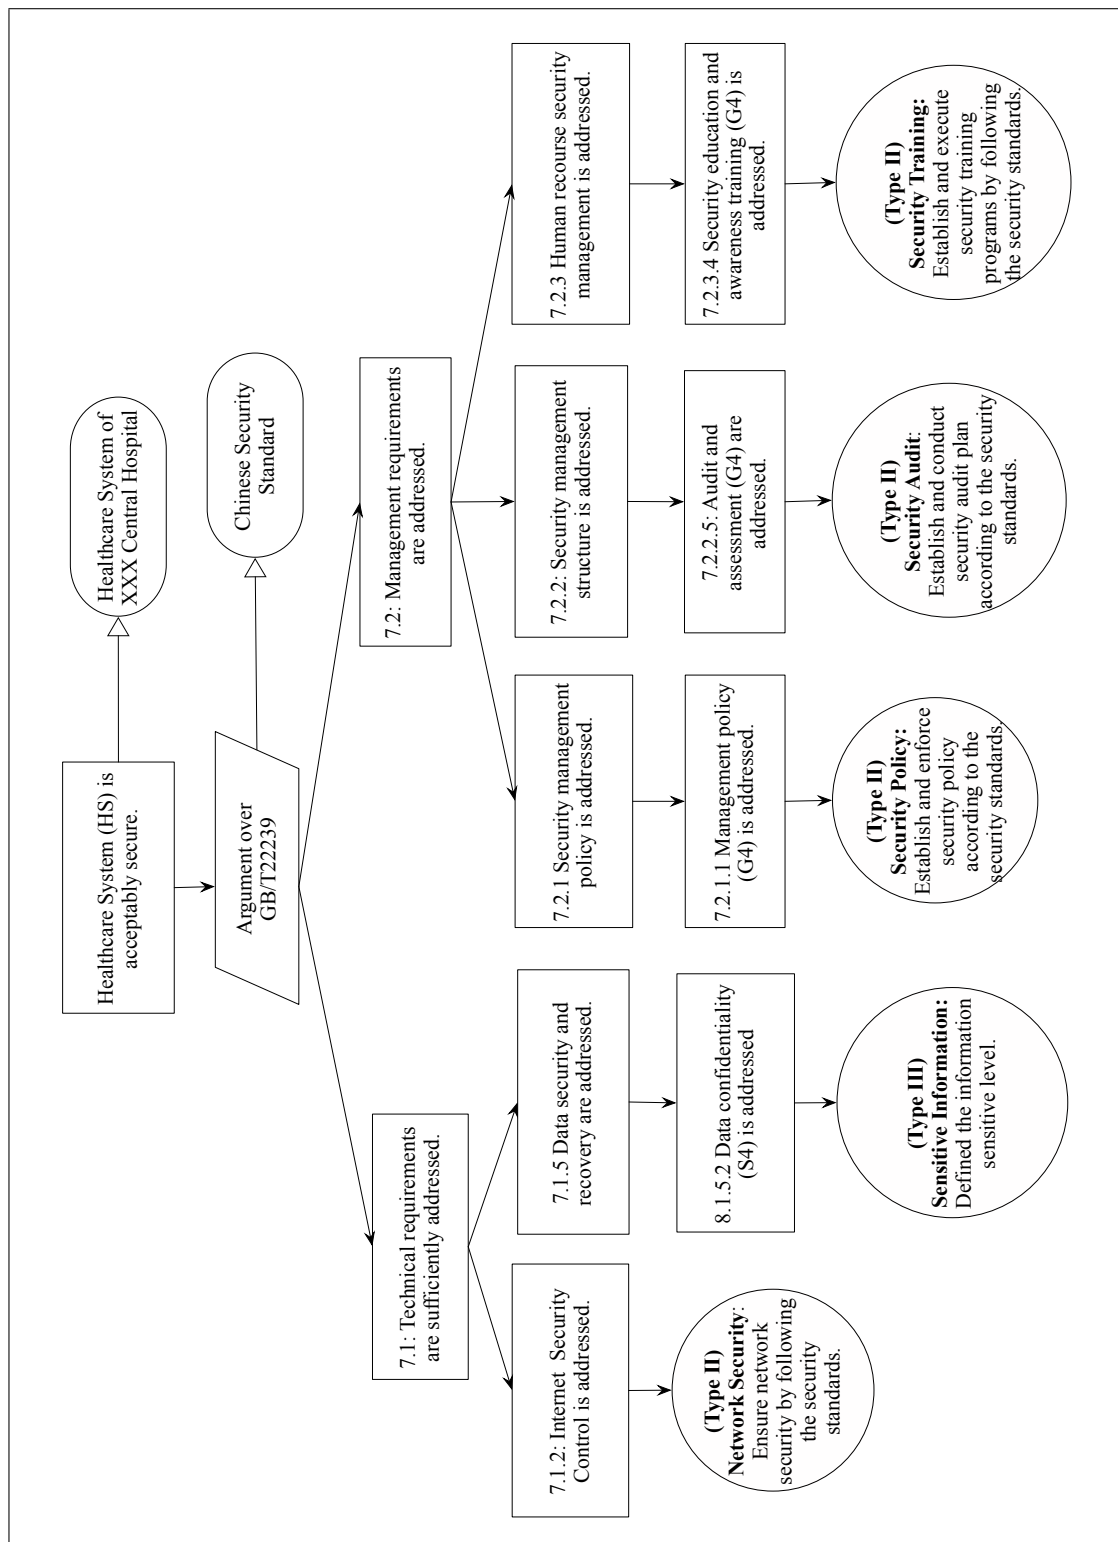 Healthcare System (HS) is
acceptably secure.
Healthcare System of
XXX Central Hospital
Argument over
GB/T22239
Chinese Security
Standard
7.1: Technical requirements
are sufficiently addressed.
7.2: Management requirements
are addressed.
7.1.2: Internet Security
Control is addressed.
7.1.5 Data security and
recovery are addressed.
7.2.1 Security management
policy is addressed.
7.2.2: Security management
structure is addressed.
7.2.3 Human recourse security
management is addressed.
8.1.5.2 Data confidentiality
(S4) is addressed
7.2.1.1 Management policy
(G4) is addressed.
7.2.2.5: Audit and
assessment (G4) are
addressed.
7.2.3.4 Security education and
awareness training (G4) is
addressed.
(Type II)
Network Security:
Ensure network
security by following
the security
standards.
(Type III)
Sensitive Information:
Defined the information
sensitive level.
(Type II)
Security Policy:
Establish and enforce
security policy
according to the
security standards.
(Type II)
Security Audit:
Establish and conduct
security audit plan
according to the security
standards.
(Type II)
Security Training:
Establish and execute
security training
programs by following
the security standards.